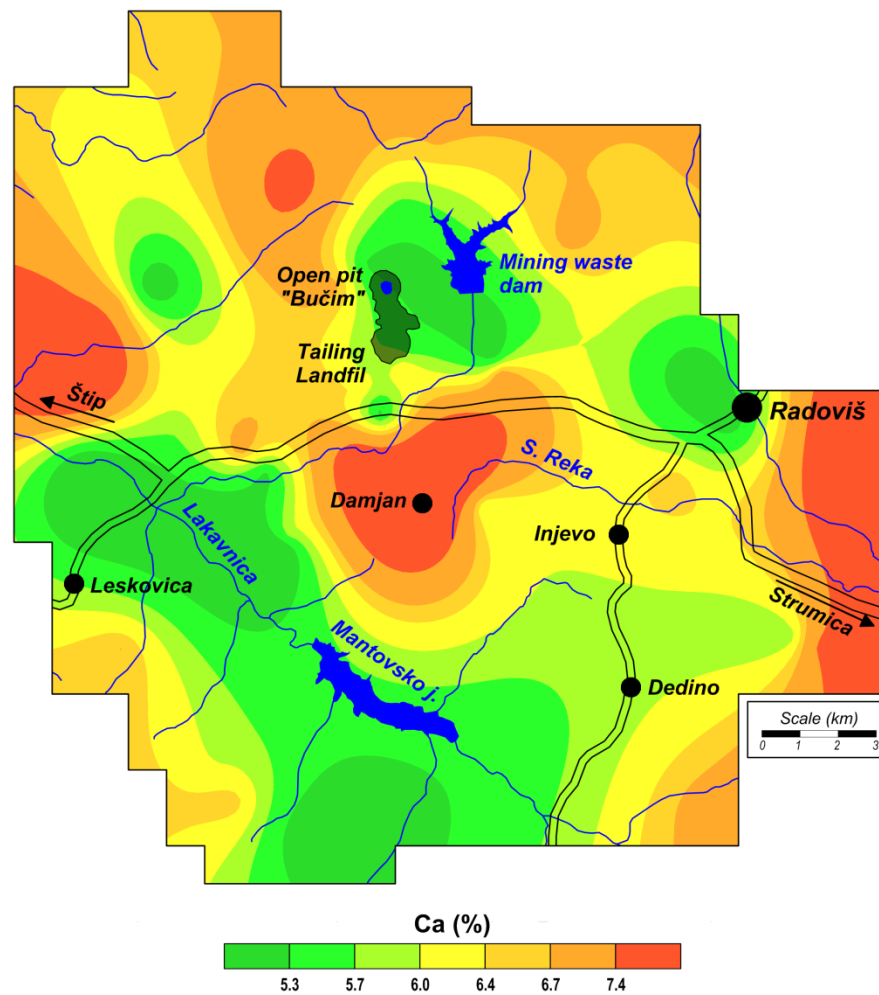 Open pit
"Bučim"
Mining waste
dam
Tailing
Landfil
Štip
Radoviš
S. Reka
Damjan
Injevo
Lakavnica
Leskovica
Strumica
Mantovsko j.
Dedino
Scale (km)
0 1 2 3
Ca (%)
5.3 5.7 6.0 6.4 6.7 7.4